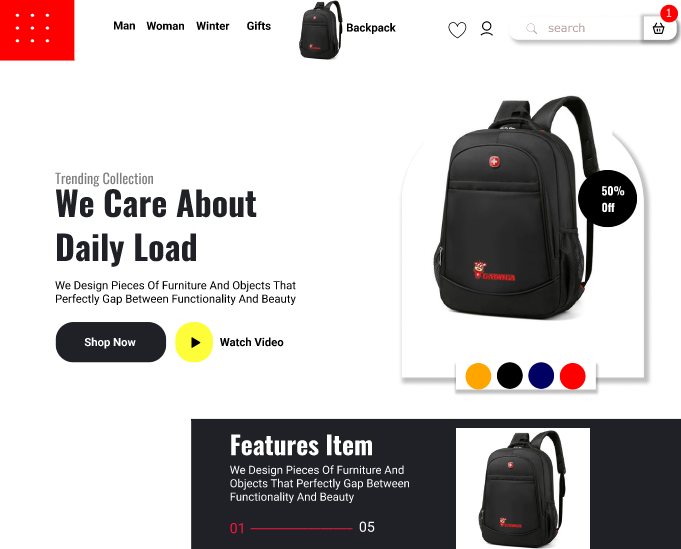 Man Woman Winter Gifts Backpack search 1
Trending Collection
We Care About
Daily Load
We Design Pieces Of Furniture And Objects That
Perfectly Gap Between Functionality And Beauty
Shop Now
Watch Video
50%
Off
Features Item
We Design Pieces Of Furniture And
Objects That Perfectly Gap Between
Functionality And Beauty
01
05